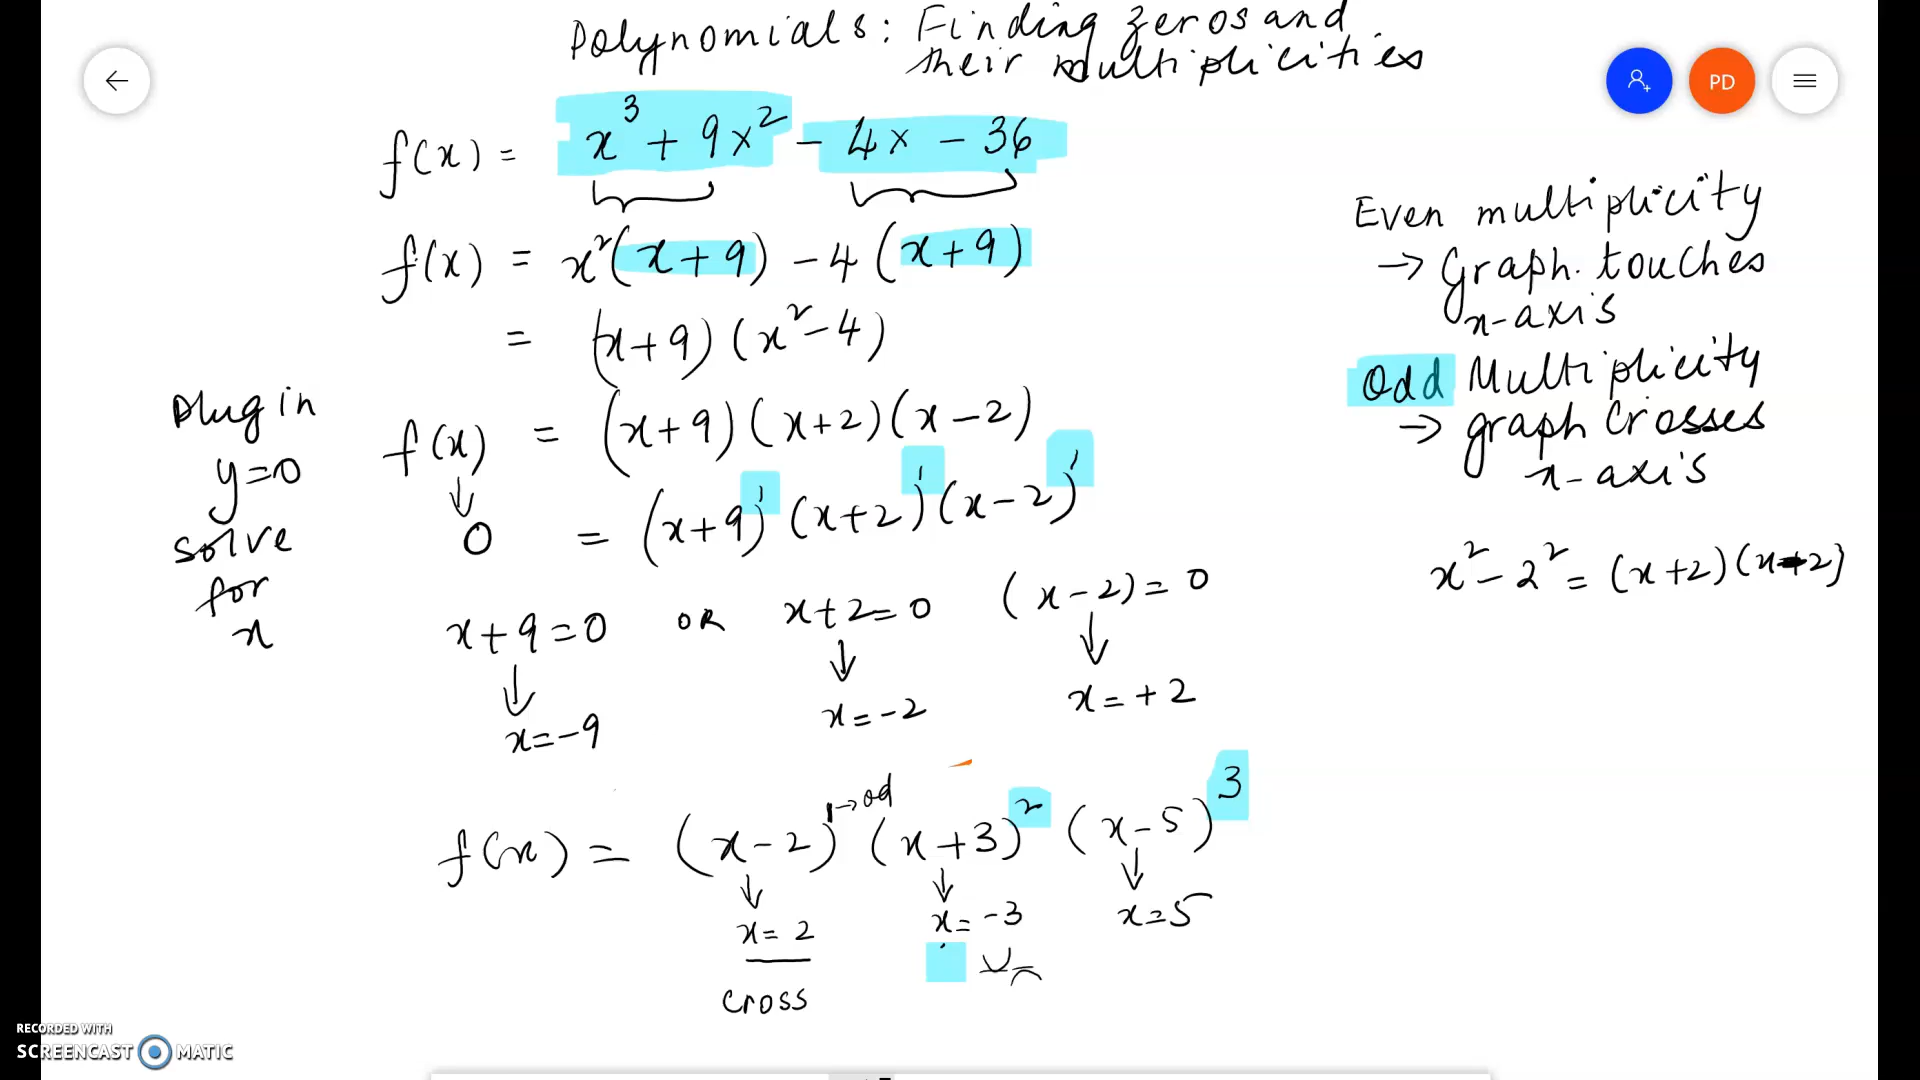 Polynomials: Finding zeros and
their multiplicities
PD
f(x) = x³ + 9x² - 4x - 36
f(x) = x²(x+9) - 4(x+9)
= (x+9)(x²-4)
f(x) = (x+9)(x+2)(x-2)
0 = (x+9)¹(x+2)¹(x-2)¹
x+9=0 OR x+2=0 (x-2)=0
x=-9 x=-2 x=+2
Plug in
y=0
solve
for
x
Even multiplicity
→ Graph touches
x-axis
Odd Multiplicity
→ graph crosses
x-axis
x²-2²=(x+2)(x-2)
f(x) = (x-2)¹→od (x+3)² (x-5)³
x=2 x=-3 x=5
cross
RECORDED WITH
SCREENCAST MATIC